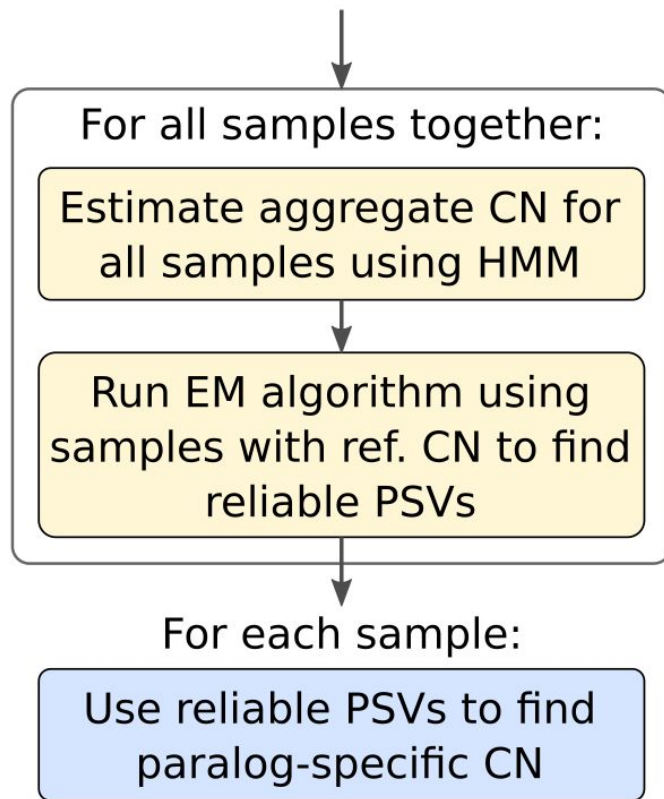 For all samples together:
Estimate aggregate CN for
all samples using HMM
Run EM algorithm using
samples with ref. CN to find
reliable PSVs
For each sample:
Use reliable PSVs to find
paralog-specific CN